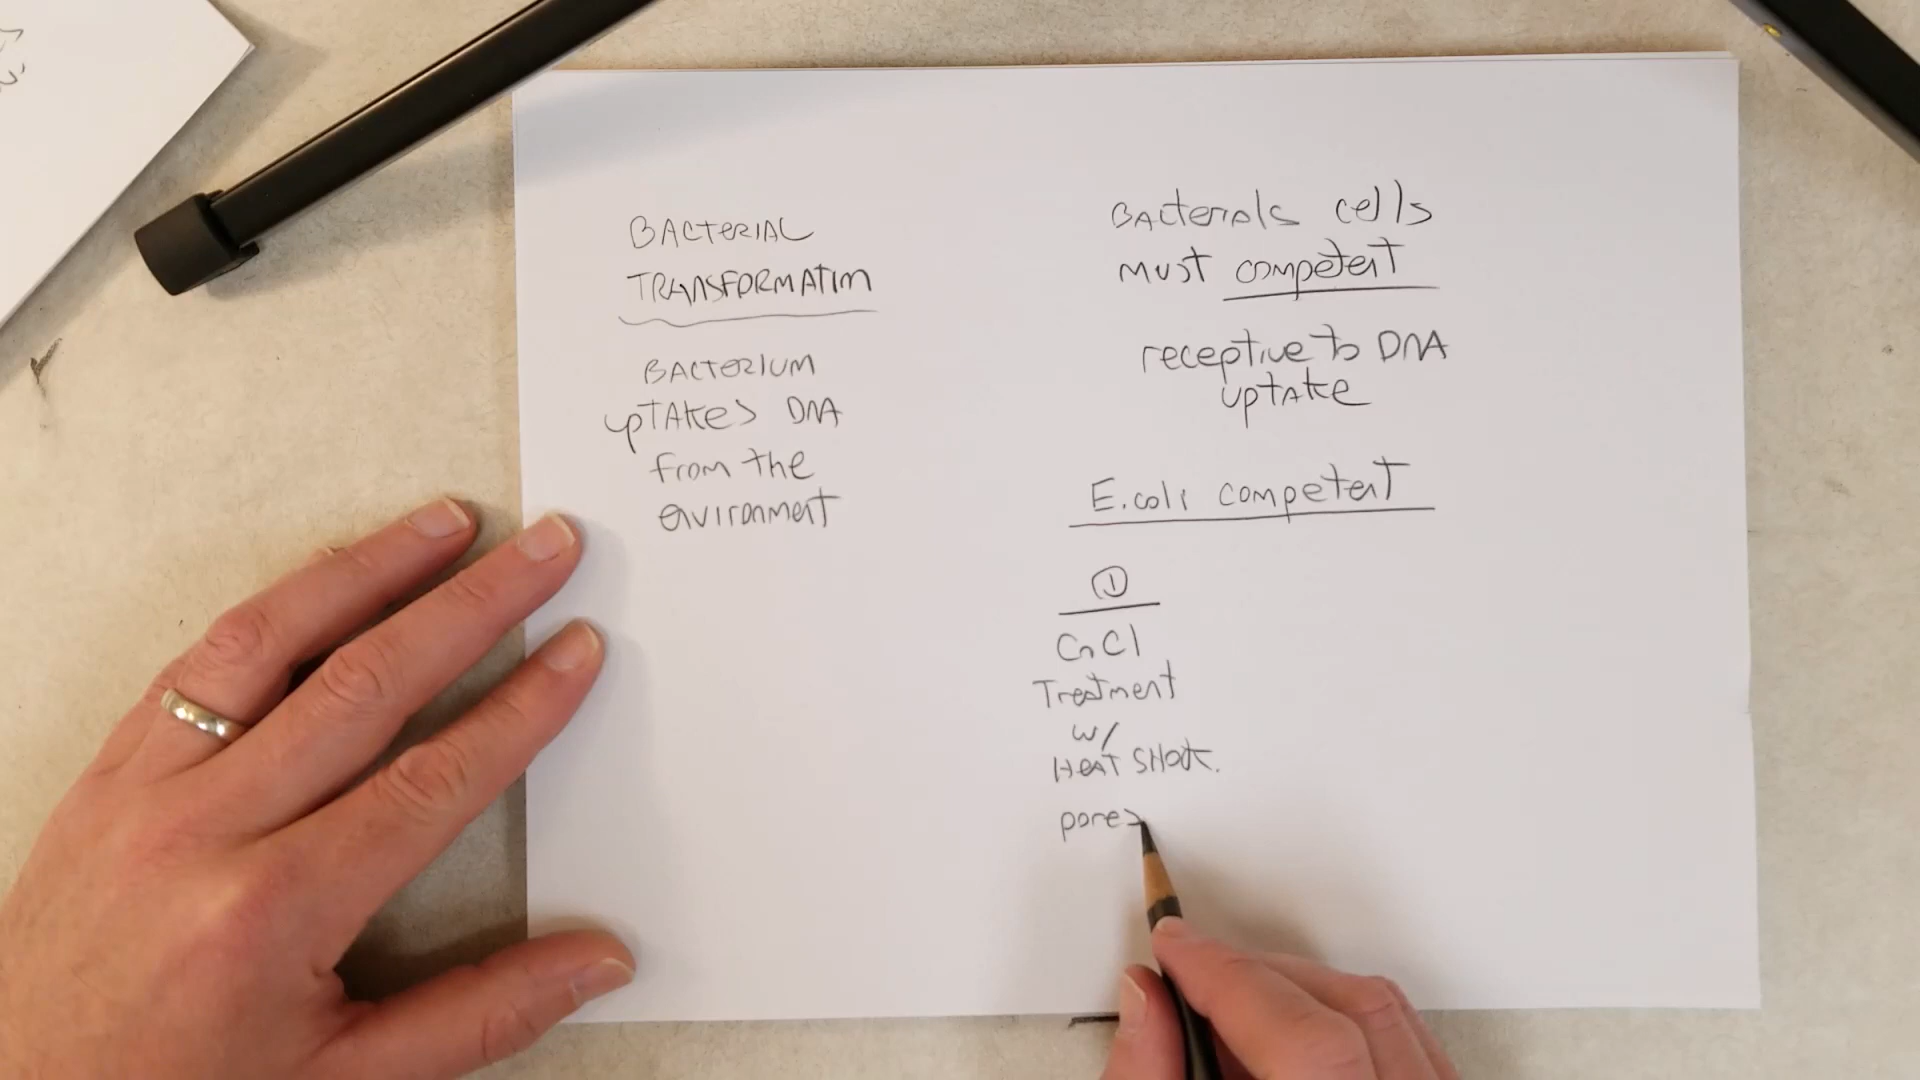 BACTERIAL
TRANSFORMATION
BACTERIUM
upTAKes DNA
from the
environment
BActerials cells
must competent
receptive to DNA
uptake
E.coli competent
①
CaCl
Treatment
w/
Heat SHock.
pores